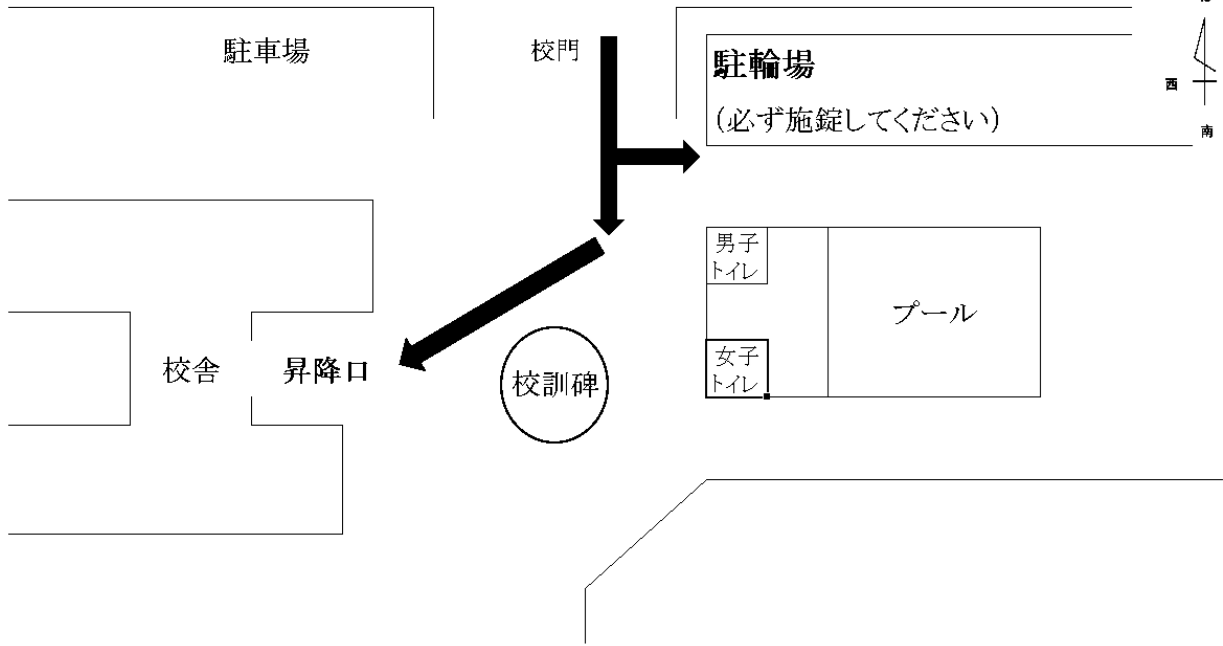 駐車場
校門
駐輪場
(必ず施錠してください)
西
南
男子
トイレ
プール
女子
トイレ
校舎
昇降口
校訓碑